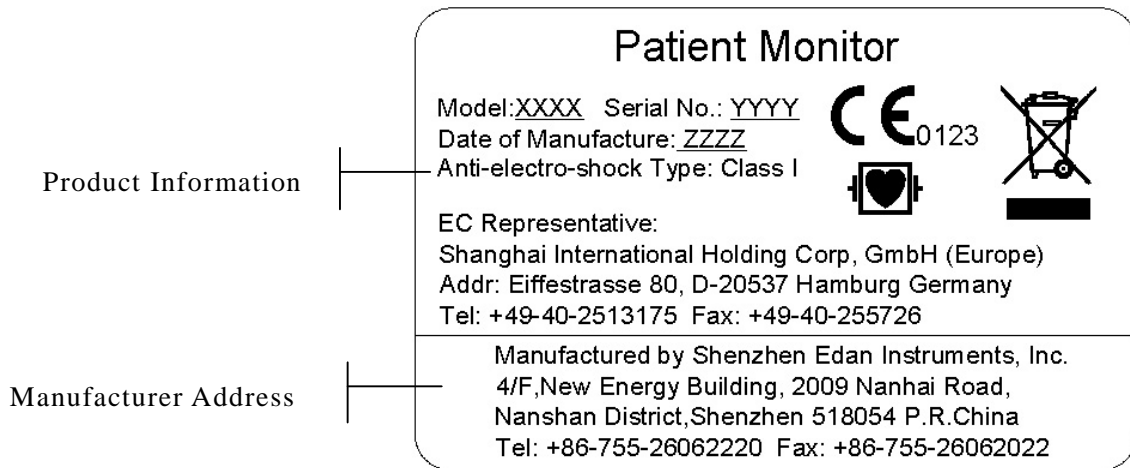 Patient Monitor
Model:XXXX Serial No.: YYYY
Date of Manufacture: ZZZZ
CE0123
Anti-electro-shock Type: Class I
Product Information
EC Representative:
Shanghai International Holding Corp, GmbH (Europe)
Addr: Eiffestrasse 80, D-20537 Hamburg Germany
Tel: +49-40-2513175 Fax: +49-40-255726
Manufacturer Address
Manufactured by Shenzhen Edan Instruments, Inc.
4/F,New Energy Building, 2009 Nanhai Road,
Nanshan District,Shenzhen 518054 P.R.China
Tel: +86-755-26062220 Fax: +86-755-26062022